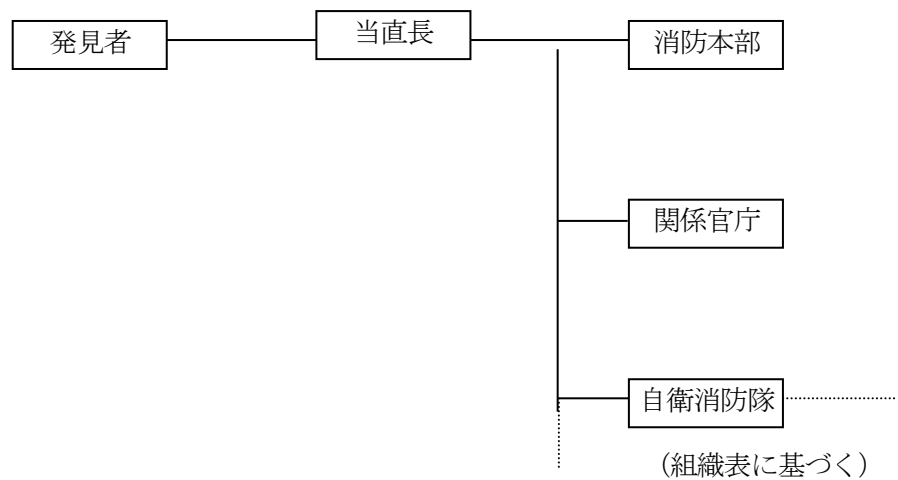 発見者
当直長
消防本部
関係官庁
自衛消防隊
（組織表に基づく）